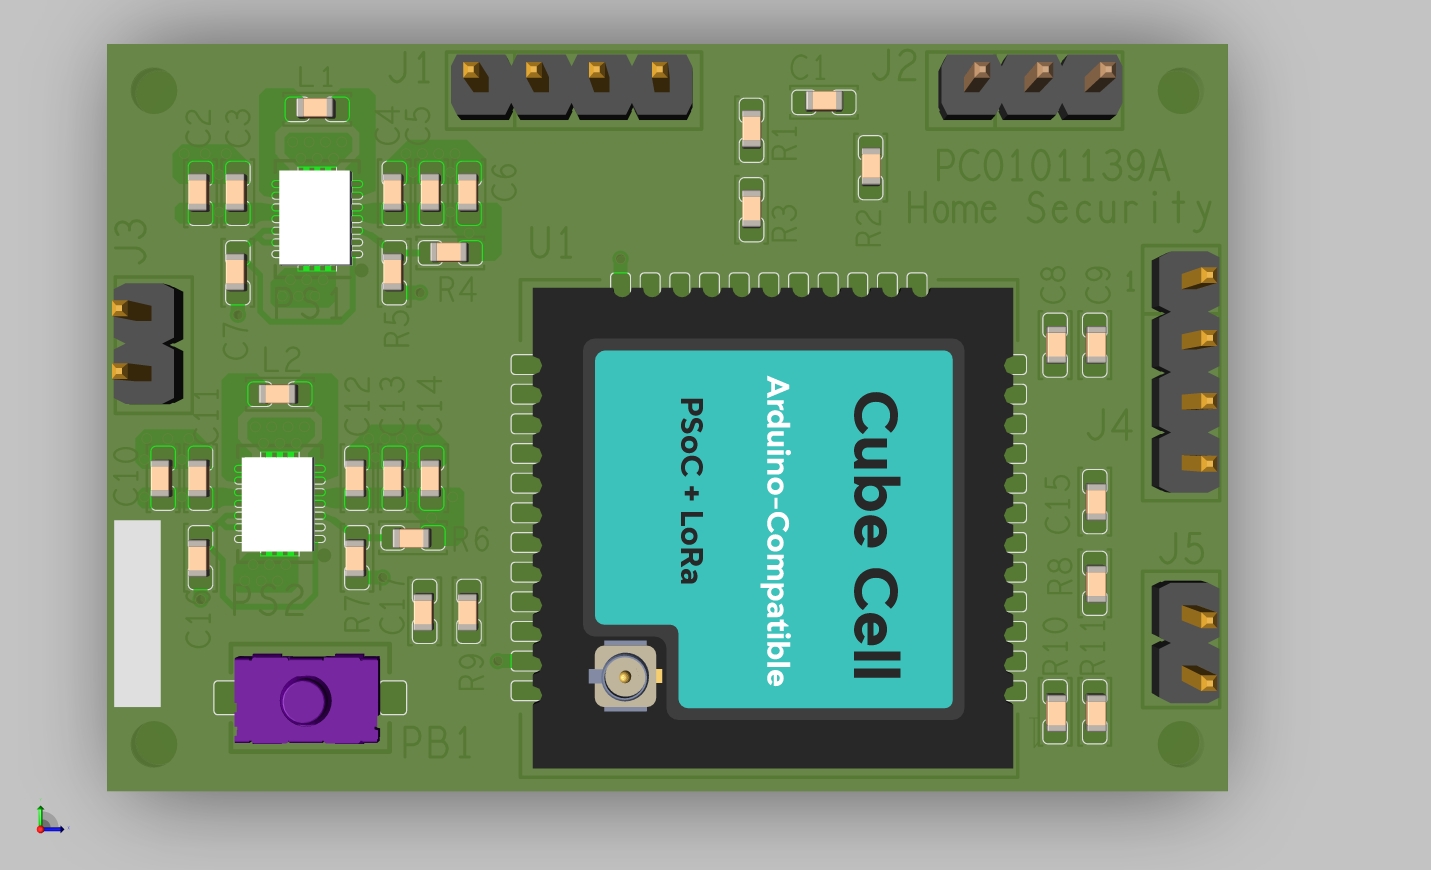 J1
C1
J2
L1
C2
C3
C4
C5
C6
R1
R3
R2
PC0101139A
Home Security
J3
U1
PS1
R4
C7
R5
C8
C9
1
L2
C10
C11
C12
C13
C14
J4
Cube Cell
Arduino-Compatible
PSoC + LoRa
C15
R8
J5
R6
PS2
R7
R9
R10
R11
PB1